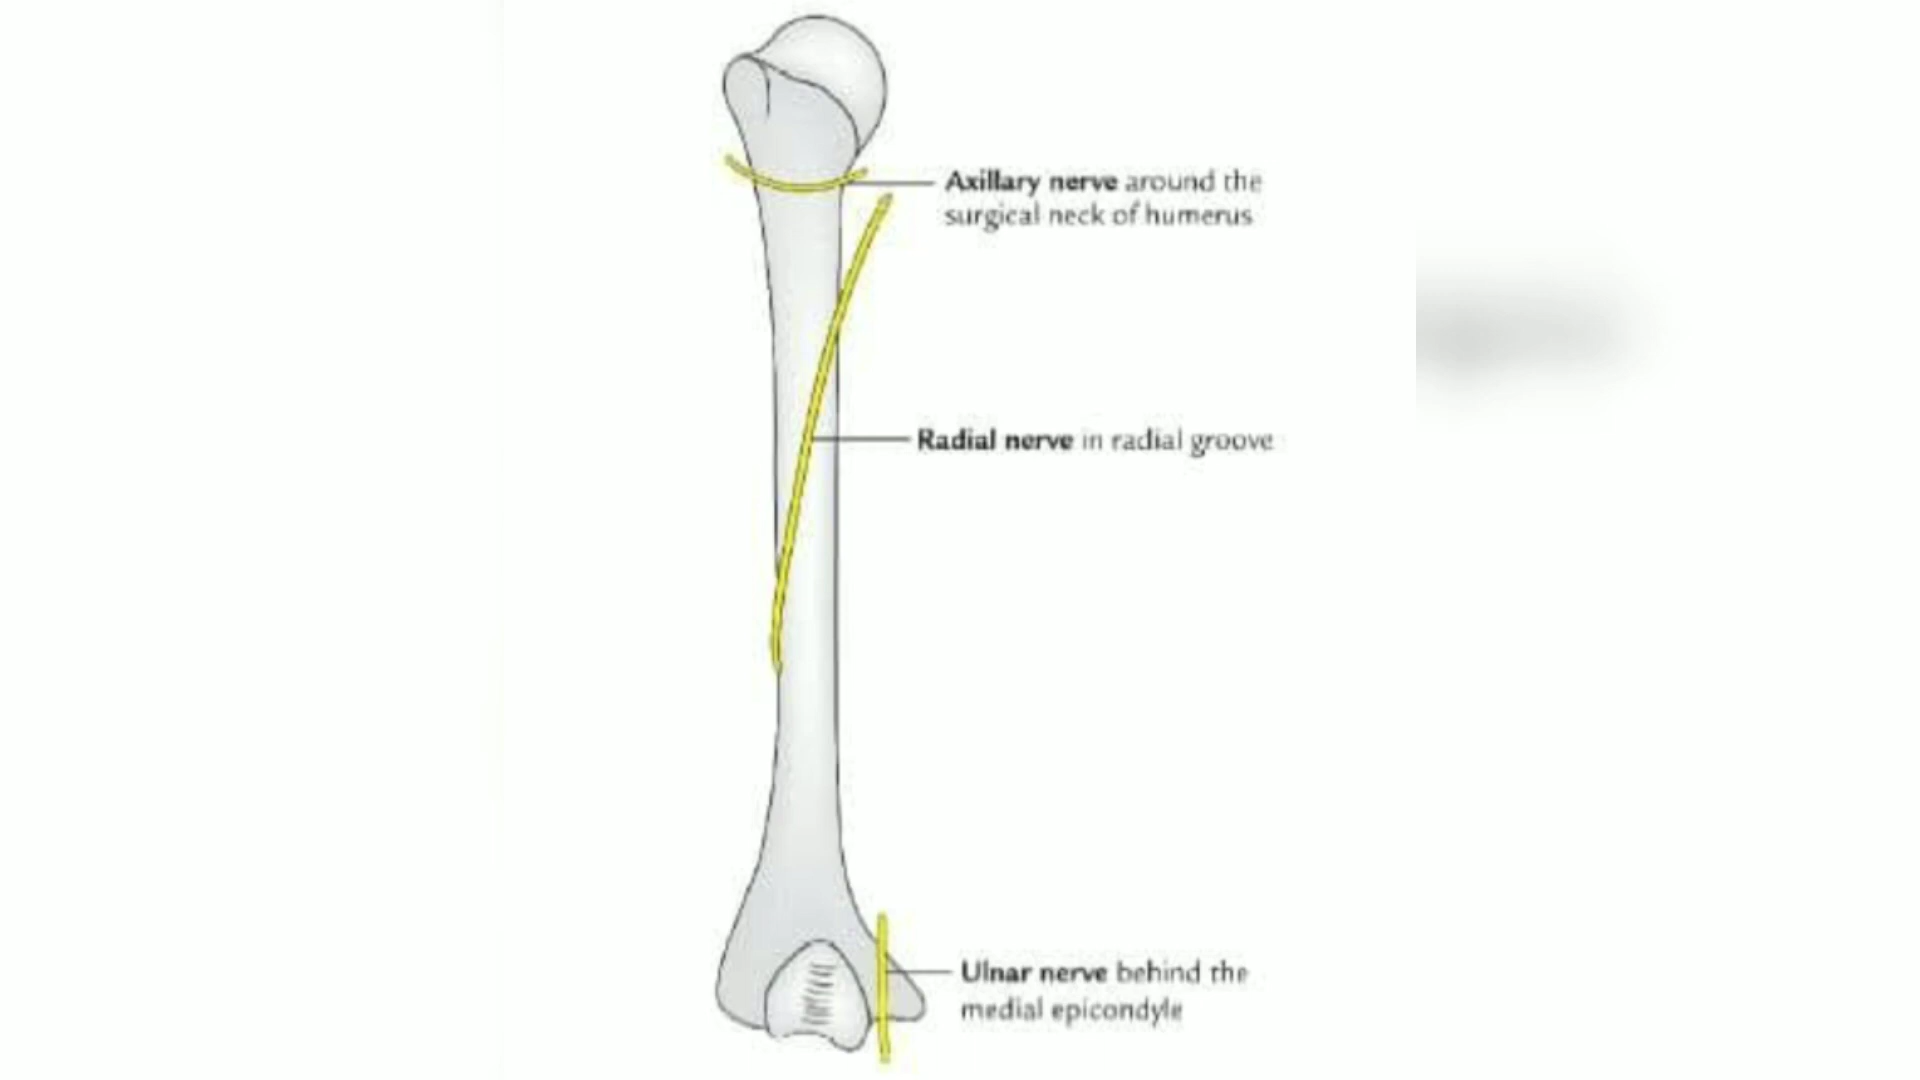 Axillary nerve around the
surgical neck of humerus
Radial nerve in radial groove
Ulnar nerve behind the
medial epicondyle